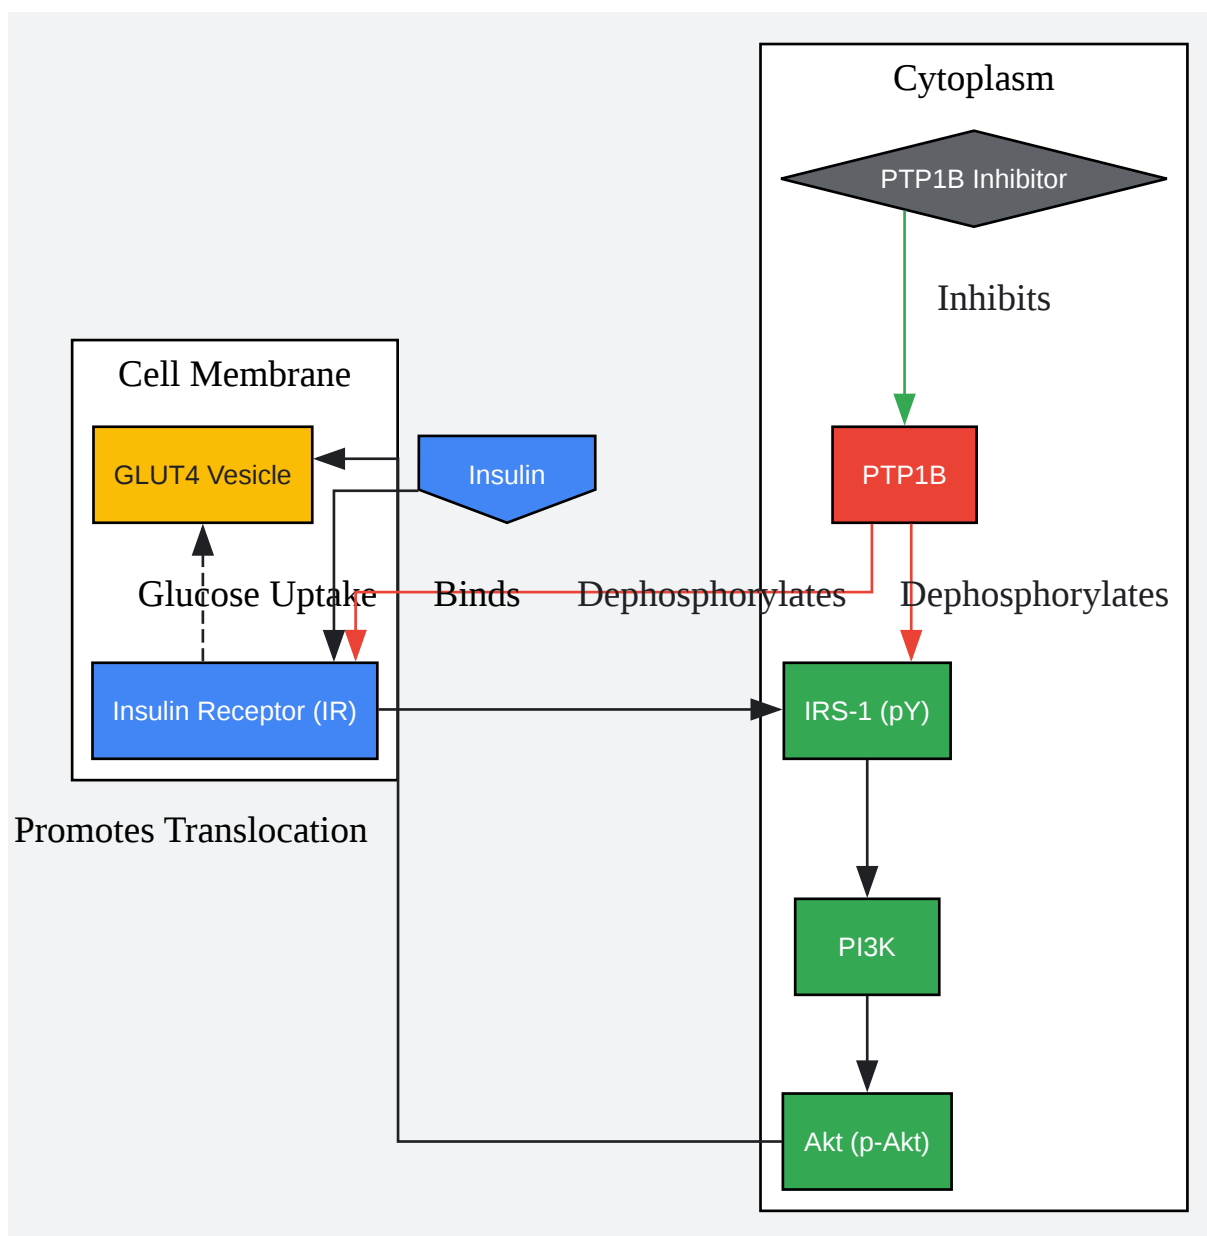 Cytoplasm
PTP1B Inhibitor
Inhibits
Cell Membrane
GLUT4 Vesicle
Insulin
PTP1B
Glucose Uptake
Binds
Dephosphorylates
Dephosphorylates
Insulin Receptor (IR)
IRS-1 (pY)
Promotes Translocation
PI3K
Akt (p-Akt)